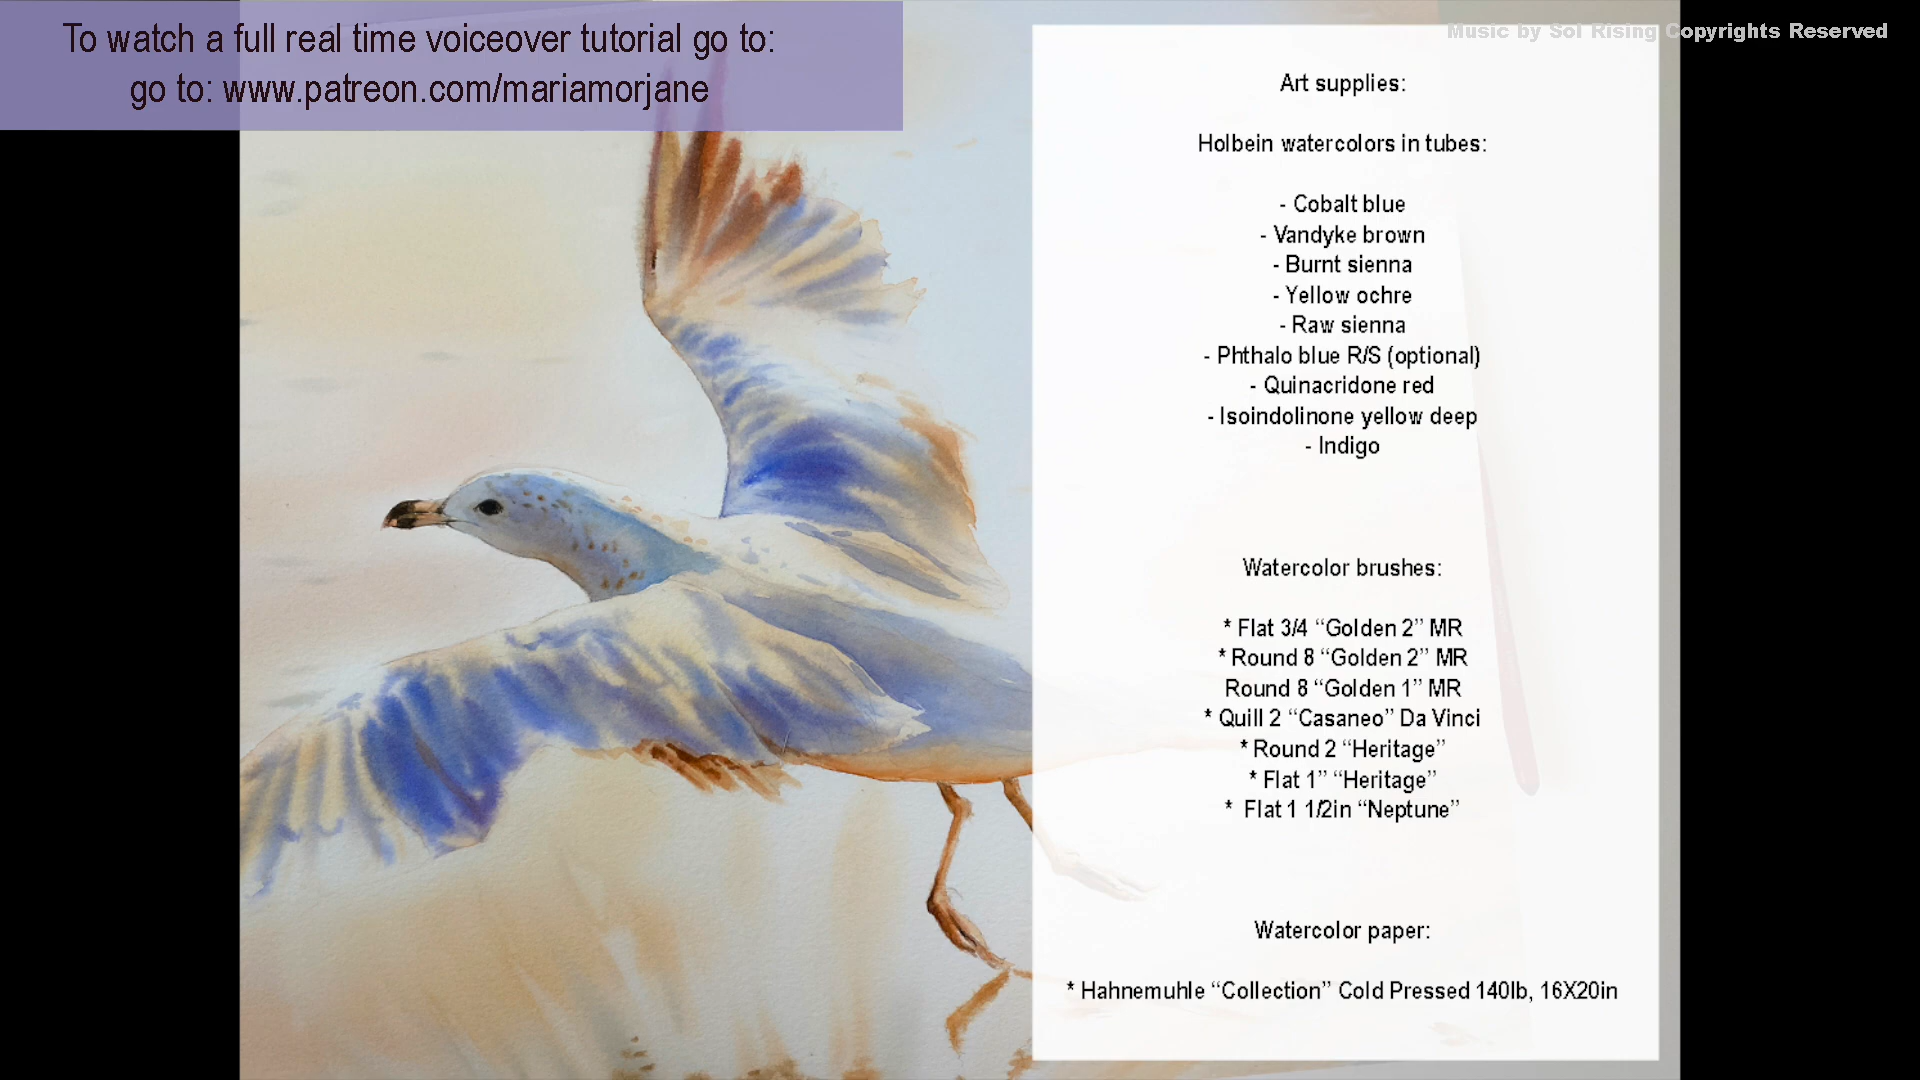 To watch a full real time voiceover tutorial go to:
go to: www.patreon.com/mariamorjane
Music by Sol Rising Copyrights Reserved
Art supplies:
Holbein watercolors in tubes:
- Cobalt blue
- Vandyke brown
- Burnt sienna
- Yellow ochre
- Raw sienna
- Phthalo blue R/S (optional)
- Quinacridone red
- Isoindolinone yellow deep
- Indigo
Watercolor brushes:
* Flat 3/4 “Golden 2” MR
* Round 8 “Golden 2” MR
Round 8 “Golden 1” MR
* Quill 2 “Casaneo” Da Vinci
* Round 2 “Heritage”
* Flat 1” “Heritage”
* Flat 1 1/2in “Neptune”
Watercolor paper:
* Hahnemuhle “Collection” Cold Pressed 140lb, 16X20in